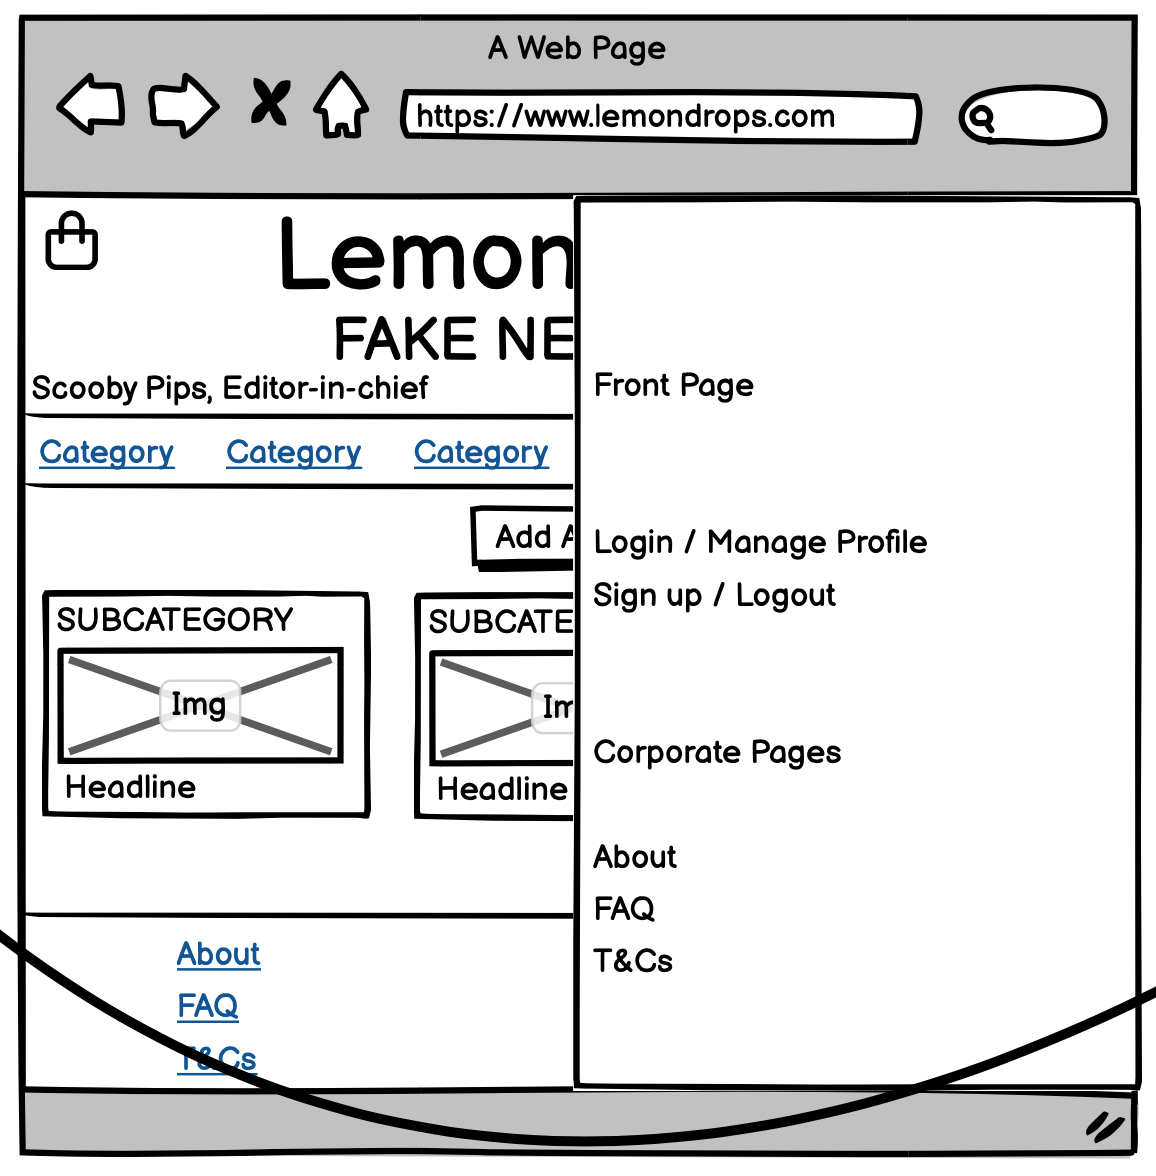 A Web Page
https://www.lemondrops.com
Lemon
FAKE NE
Scooby Pips, Editor-in-chief
Category Category Category
Add A
SUBCATEGORY
Img
Headline
SUBCATE
Im
Headline
About
FAQ
T&Cs
Front Page
Login / Manage Profile
Sign up / Logout
Corporate Pages
About
FAQ
T&Cs